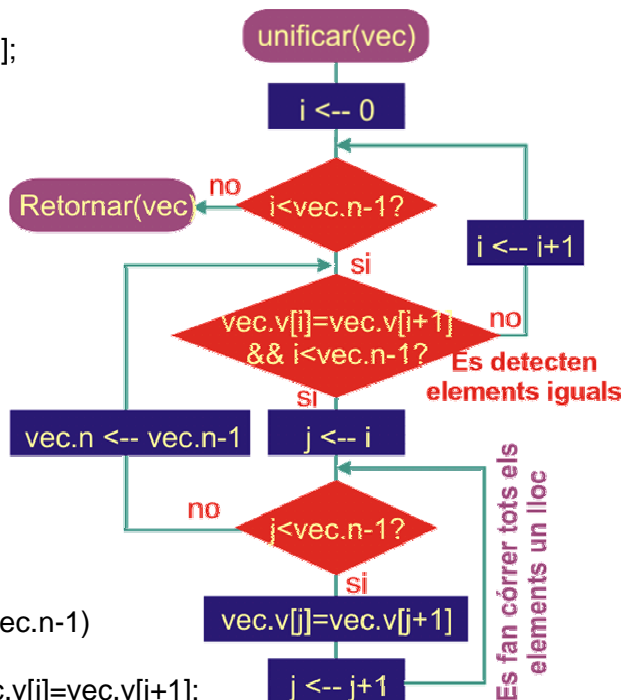 ];
unificar(vec)
i <-- 0
no
Retornar(vec)
i<vec.n-1?
i <-- i+1
si
vec.v[i]=vec.v[i+1]
&& i<vec.n-1?
no
Es detecten
elements iguals
si
vec.n <-- vec.n-1
j <-- i
no
j<vec.n-1?
si
Es fan córrer tots els
elements un lloc
vec.v[j]=vec.v[j+1]
ec.n-1)
j <-- j+1
c.v[j]=vec.v[j+1];